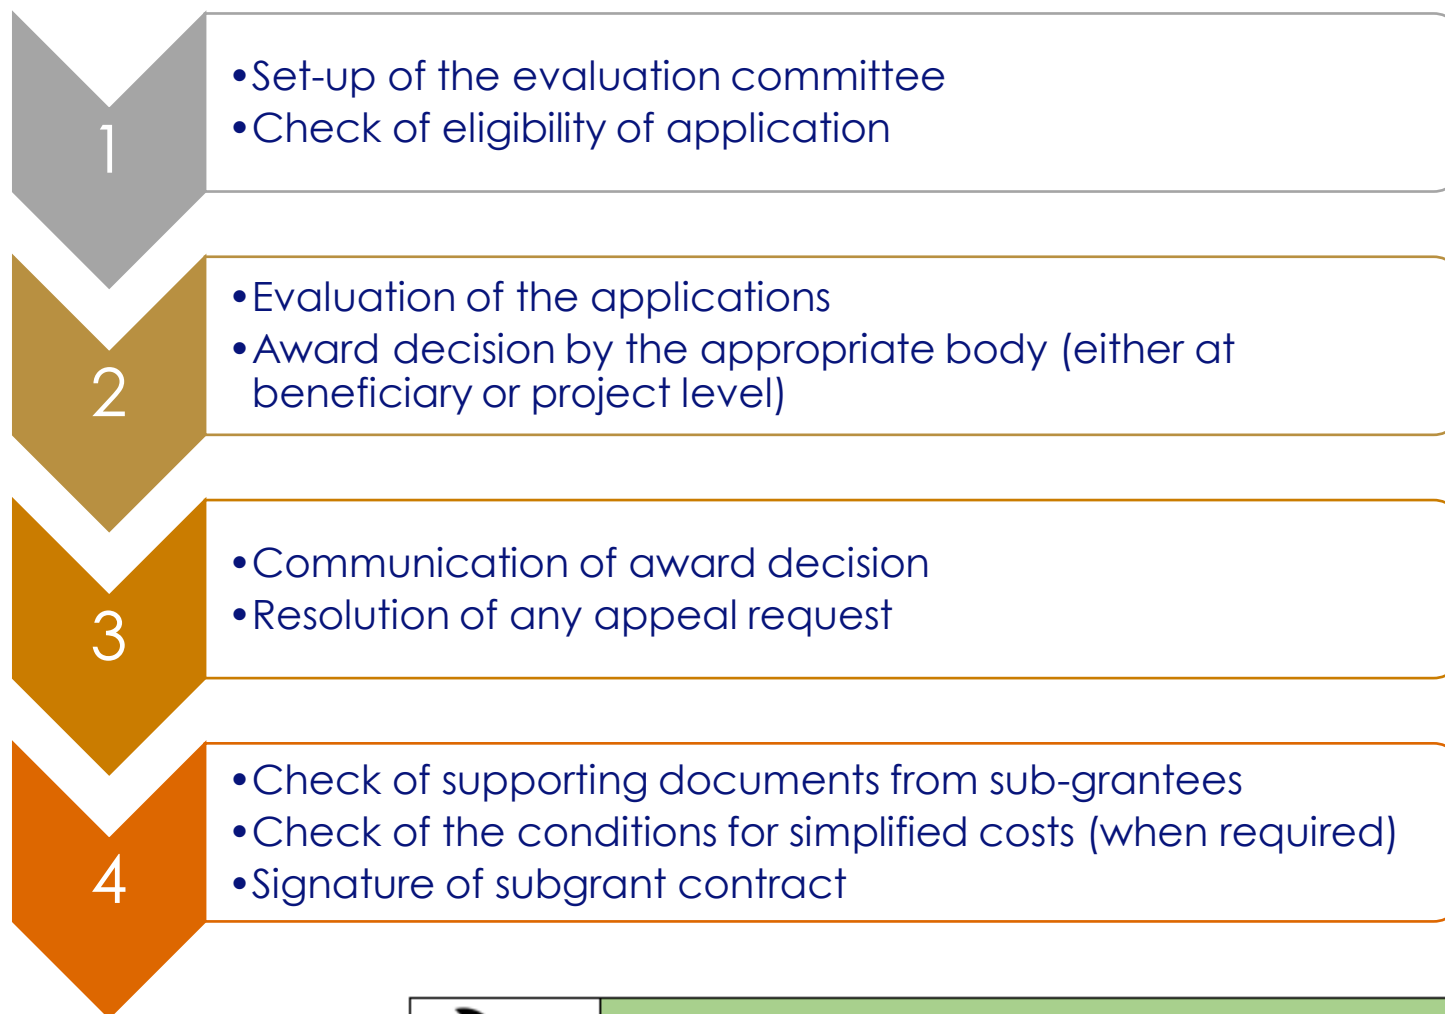 1
•Set-up of the evaluation committee
•Check of eligibility of application
2
•Evaluation of the applications
•Award decision by the appropriate body (either at
beneficiary or project level)
3
•Communication of award decision
•Resolution of any appeal request
4
•Check of supporting documents from sub-grantees
•Check of the conditions for simplified costs (when required)
•Signature of subgrant contract